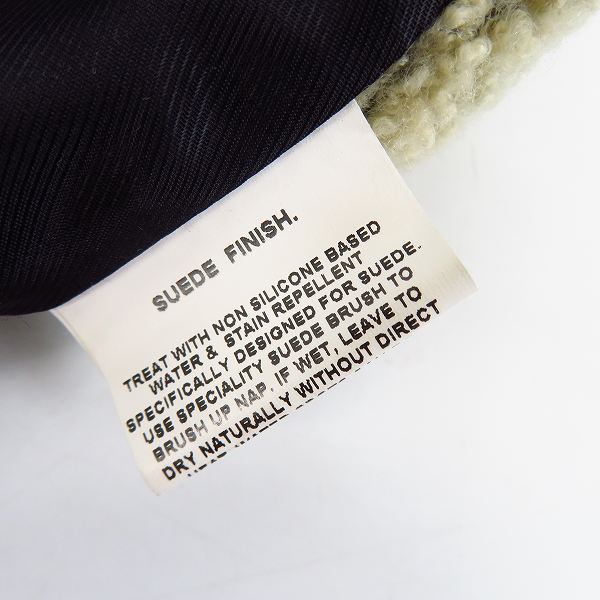 SUEDE FINISH.
TREAT WITH NON SILICONE BASED
WATER & STAIN REPELLENT
SPECIFICALLY DESIGNED FOR SUEDE.
USE SPECIALITY SUEDE BRUSH TO
BRUSH UP NAP. IF WET, LEAVE TO
DRY NATURALLY WITHOUT DIRECT